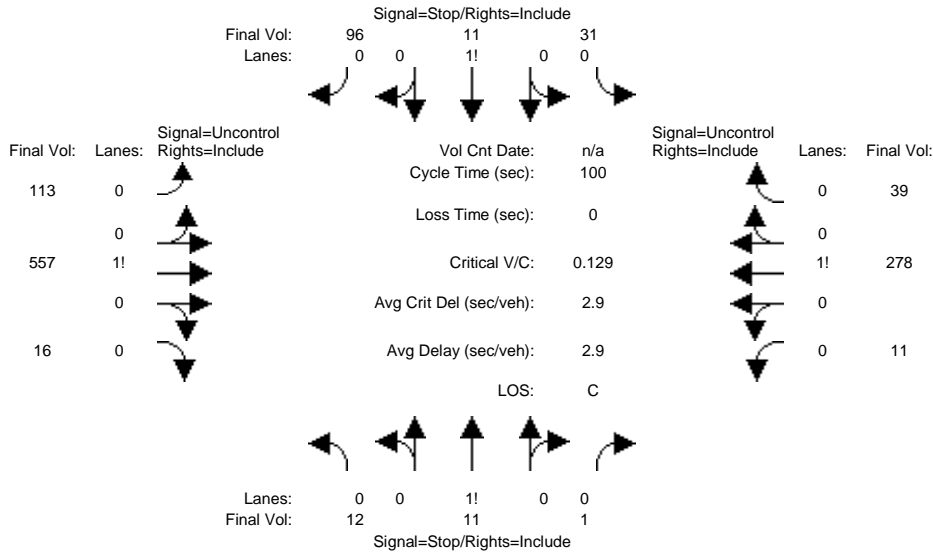 Signal=Stop/Rights=Include
Final Vol: 96 11 31
Lanes: 0 0 1! 0 0
Signal=Uncontrol
Final Vol: Lanes: Rights=Include
Vol Cnt Date: n/a
Signal=Uncontrol
Rights=Include Lanes: Final Vol:
Cycle Time (sec): 100
113 0
0 39
Loss Time (sec): 0
0
0
557 1!
Critical V/C: 0.129
1! 278
0
Avg Crit Del (sec/veh): 2.9
0
16 0
Avg Delay (sec/veh): 2.9
0 11
LOS: C
Lanes: 0 0 1! 0 0
Final Vol: 12 11 1
Signal=Stop/Rights=Include